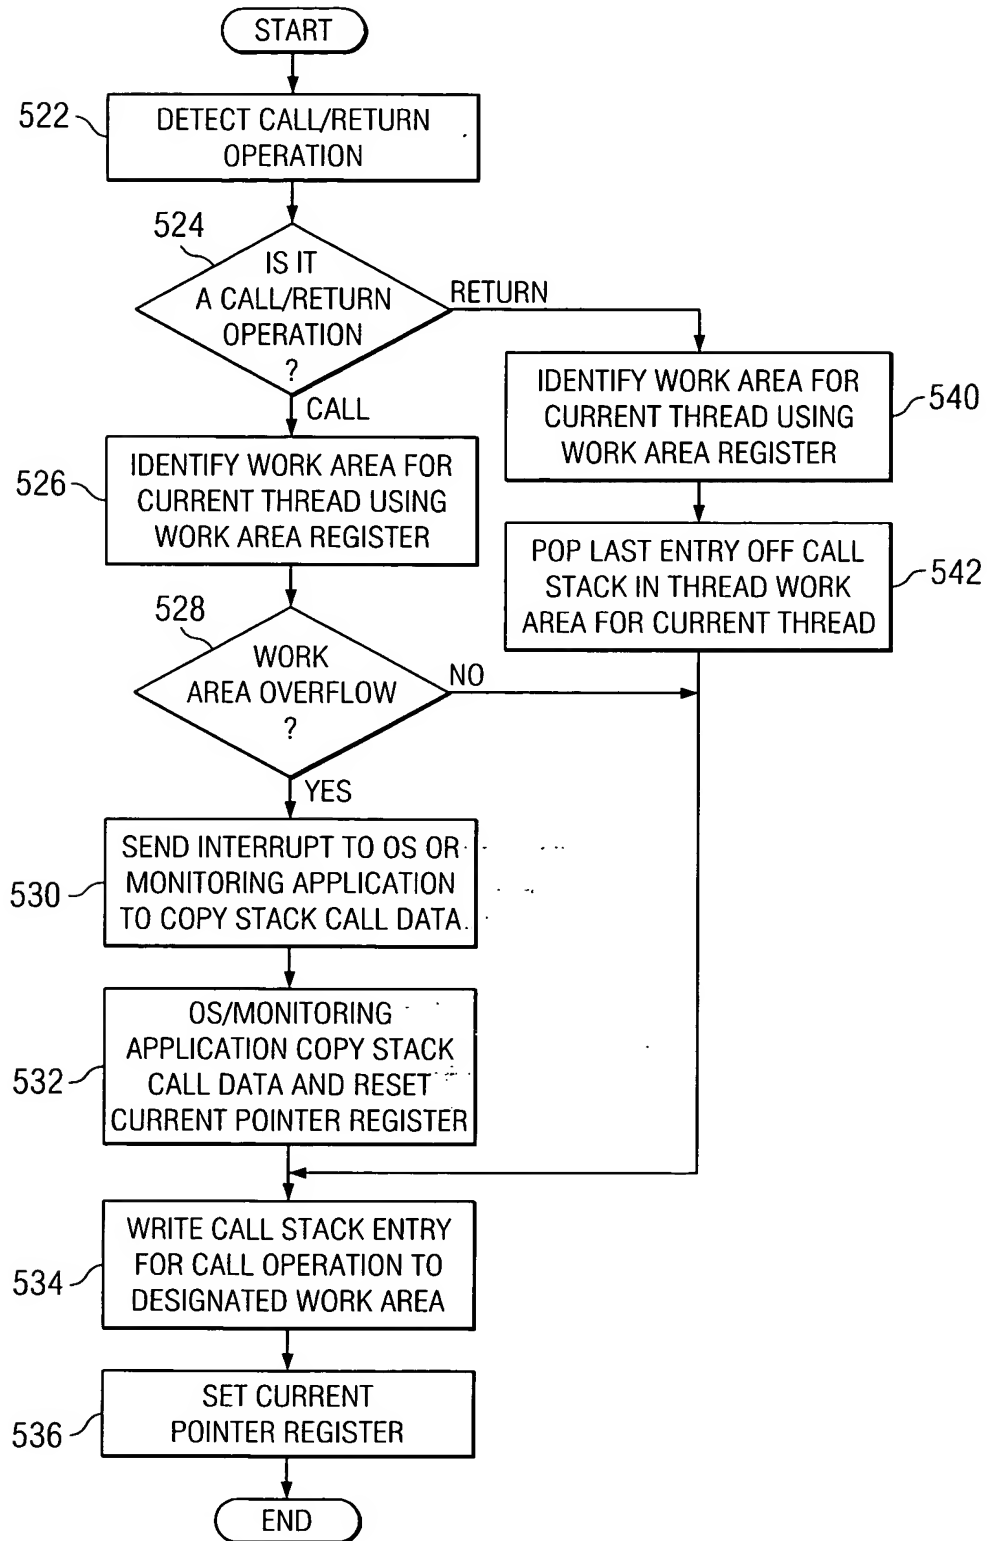 START
522
DETECT CALL/RETURN
OPERATION
524
IS IT
A CALL/RETURN
OPERATION
?
RETURN
CALL
IDENTIFY WORK AREA FOR
CURRENT THREAD USING
WORK AREA REGISTER
540
526
IDENTIFY WORK AREA FOR
CURRENT THREAD USING
WORK AREA REGISTER
POP LAST ENTRY OFF CALL
STACK IN THREAD WORK
AREA FOR CURRENT THREAD
542
528
WORK
AREA OVERFLOW
?
NO
YES
530
SEND INTERRUPT TO OS OR
MONITORING APPLICATION
TO COPY STACK CALL DATA
532
OS/MONITORING
APPLICATION COPY STACK
CALL DATA AND RESET
CURRENT POINTER REGISTER
534
WRITE CALL STACK ENTRY
FOR CALL OPERATION TO
DESIGNATED WORK AREA
536
SET CURRENT
POINTER REGISTER
END